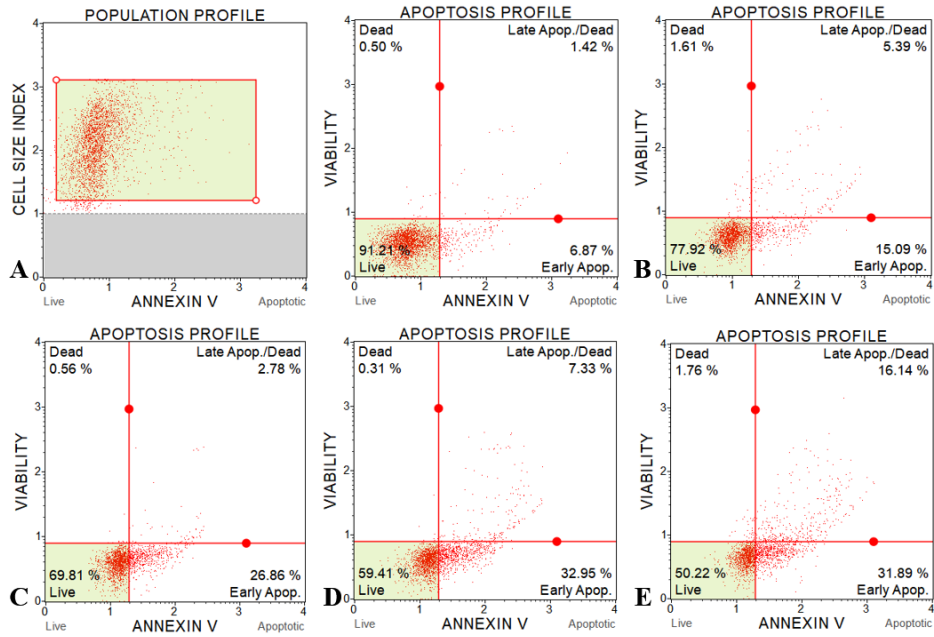 POPULATION PROFILE
CELL SIZE INDEX
4
3
2
1
0
0 1 2 3 4
Live ANNEXIN V Apoptotic
A
APOPTOSIS PROFILE
Dead Late Apop./Dead
0.50 % 1.42 %
VIABILITY
4
3
2
1
0
91.21 % 6.87 %
Live Early Apop.
0 1 2 3 4
Live ANNEXIN V Apoptotic
APOPTOSIS PROFILE
Dead Late Apop./Dead
1.61 % 5.39 %
VIABILITY
4
3
2
1
0
77.92 % 15.09 %
Live Early Apop.
0 1 2 3 4
Live ANNEXIN V Apoptotic
B
APOPTOSIS PROFILE
Dead Late Apop./Dead
0.56 % 2.78 %
VIABILITY
4
3
2
1
0
69.81 % 26.86 %
Live Early Apop.
0 1 2 3 4
Live ANNEXIN V Apoptotic
C
APOPTOSIS PROFILE
Dead Late Apop./Dead
0.31 % 7.33 %
VIABILITY
4
3
2
1
0
59.41 % 32.95 %
Live Early Apop.
0 1 2 3 4
Live ANNEXIN V Apoptotic
D
APOPTOSIS PROFILE
Dead Late Apop./Dead
1.76 % 16.14 %
VIABILITY
4
3
2
1
0
50.22 % 31.89 %
Live Early Apop.
0 1 2 3 4
Live ANNEXIN V Apoptotic
E